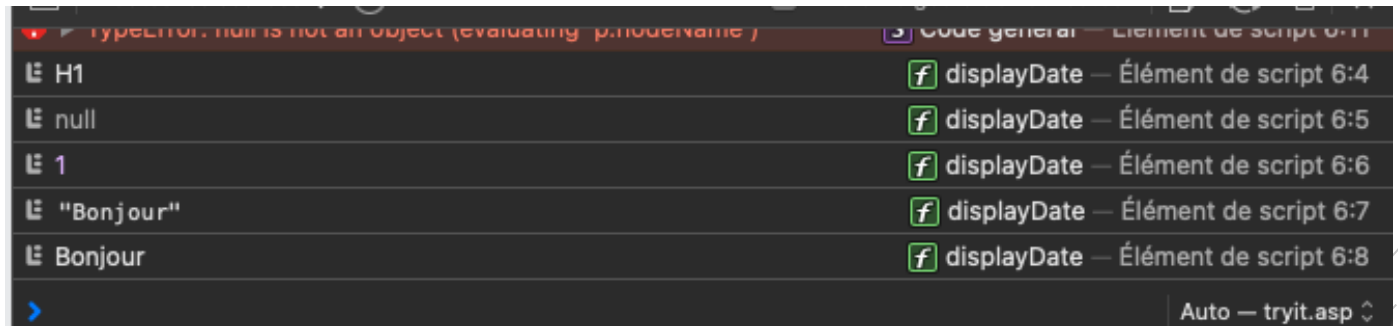 TypeError: null is not an object (evaluating 'p.nodeName') Code général — Élément de script 6:11
H1 displayDate — Élément de script 6:4
null displayDate — Élément de script 6:5
1 displayDate — Élément de script 6:6
"Bonjour" displayDate — Élément de script 6:7
Bonjour displayDate — Élément de script 6:8
Auto — tryit.asp